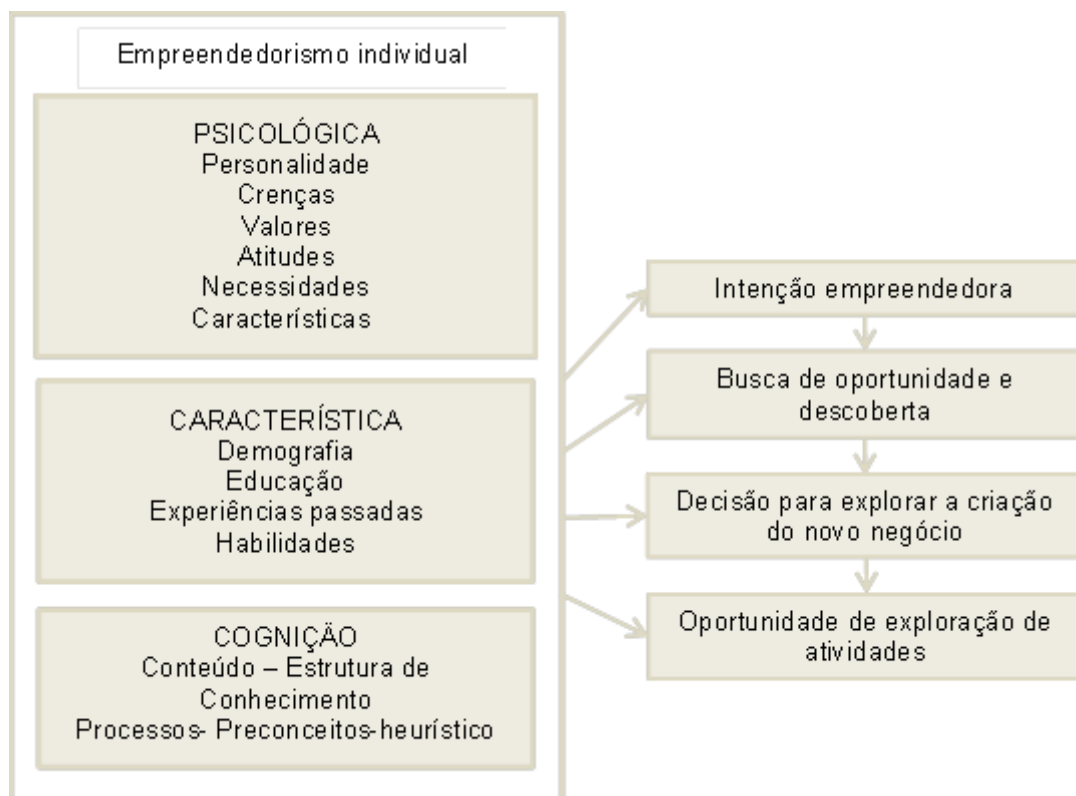 Empreendedorismo individual
PSICOLÓGICA
Personalidade
Crenças
Valores
Atitudes
Necessidades
Características
CARACTERÍSTICA
Demografia
Educação
Experiências passadas
Habilidades
COGNIÇÃO
Conteúdo – Estrutura de
Conhecimento
Processos- Preconceitos-heurístico
Intenção empreendedora
Busca de oportunidade e
descoberta
Decisão para explorar a criação
do novo negócio
Oportunidade de exploração de
atividades